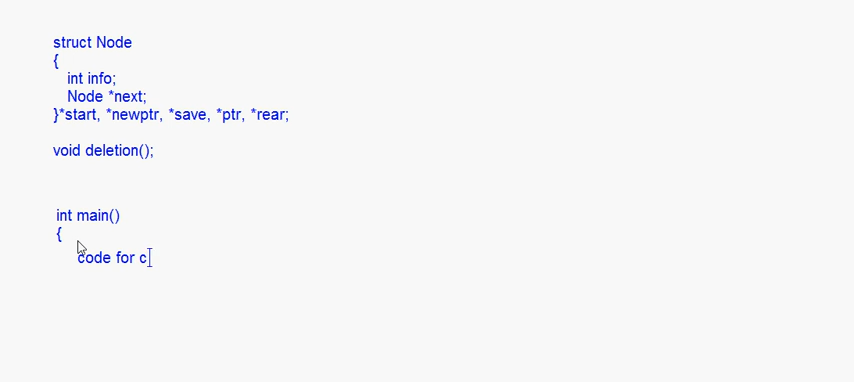 struct Node
{
int info;
Node *next;
}*start, *newptr, *save, *ptr, *rear;
void deletion();
int main()
{
code for c